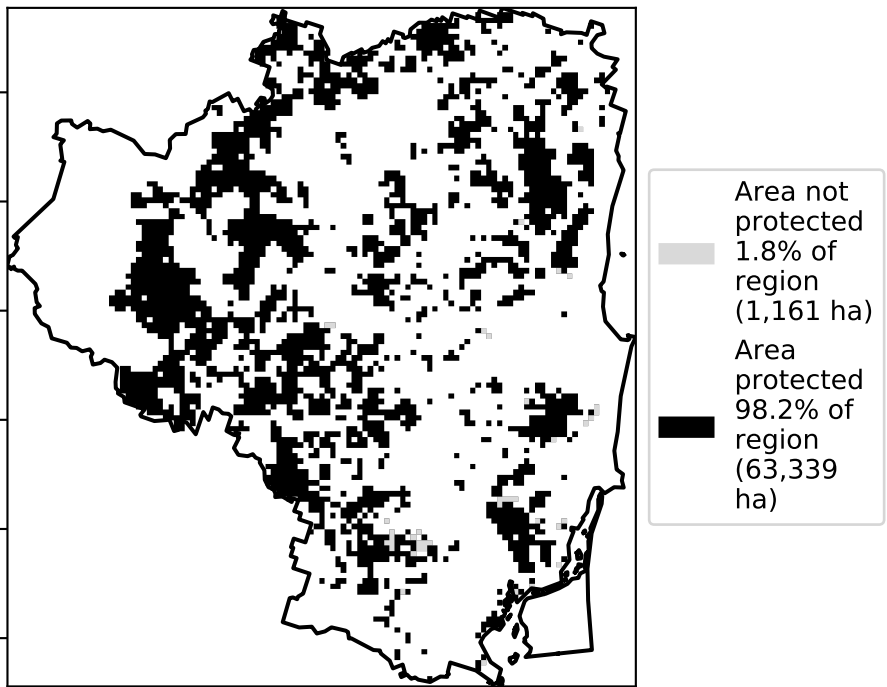 Area not
protected
1.8% of
region
(1,161 ha)
Area
protected
98.2% of
region
(63,339
ha)